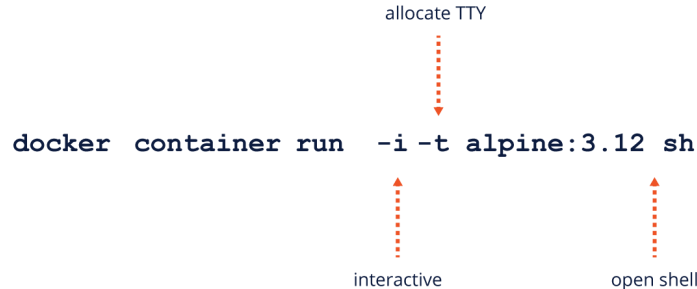 allocate TTY
docker container run -i -t alpine:3.12 sh
interactive
open shell